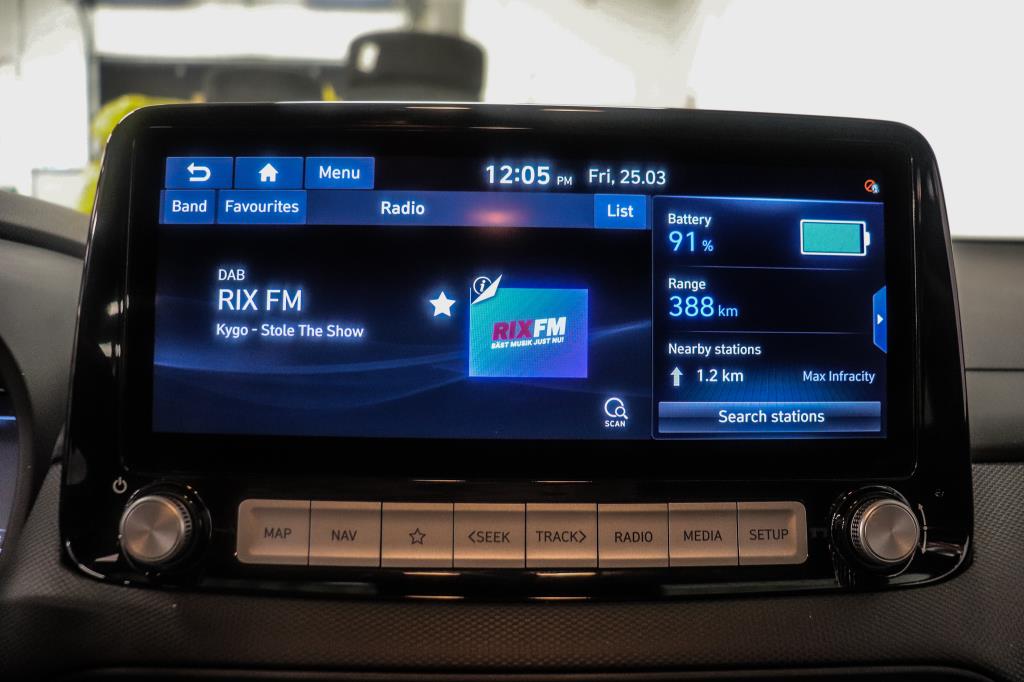 Menu
12:05 PM Fri, 25.03
Band Favourites Radio List
DAB
RIX FM
Kygo - Stole The Show
i
RIX FM
BÄST MUSIK JUST NU!
SCAN
Battery
91 %
Range
388 km
Nearby stations
1.2 km Max Infracity
Search stations
MAP NAV <SEEK TRACK> RADIO MEDIA SETUP